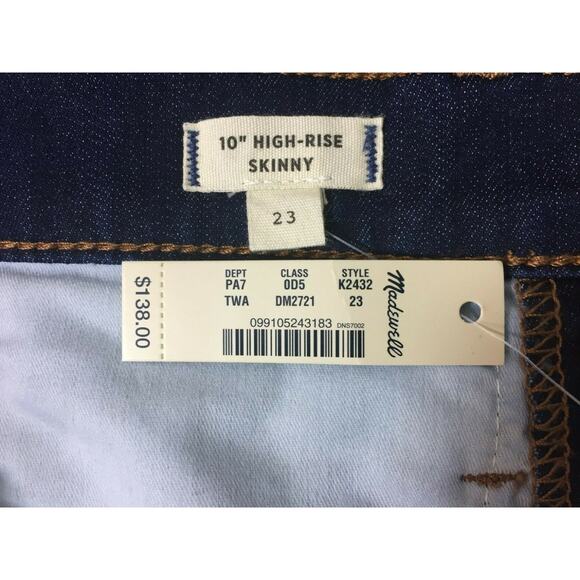 10" HIGH-RISE
SKINNY
23
$138.00
DEPT CLASS STYLE
PA7 0D5 K2432
TWA DM2721 23
099105243183 DNS7002
Madewell